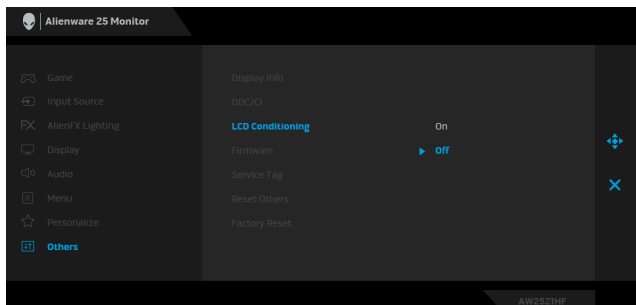 Alienware 25 Monitor
Game
Input Source
AlienFX Lighting
Display
Audio
Menu
Personalize
Others
Display Info
DDC/CI
LCD Conditioning On
Firmware Off
Service Tag
Reset Others
Factory Reset
AW2521HF